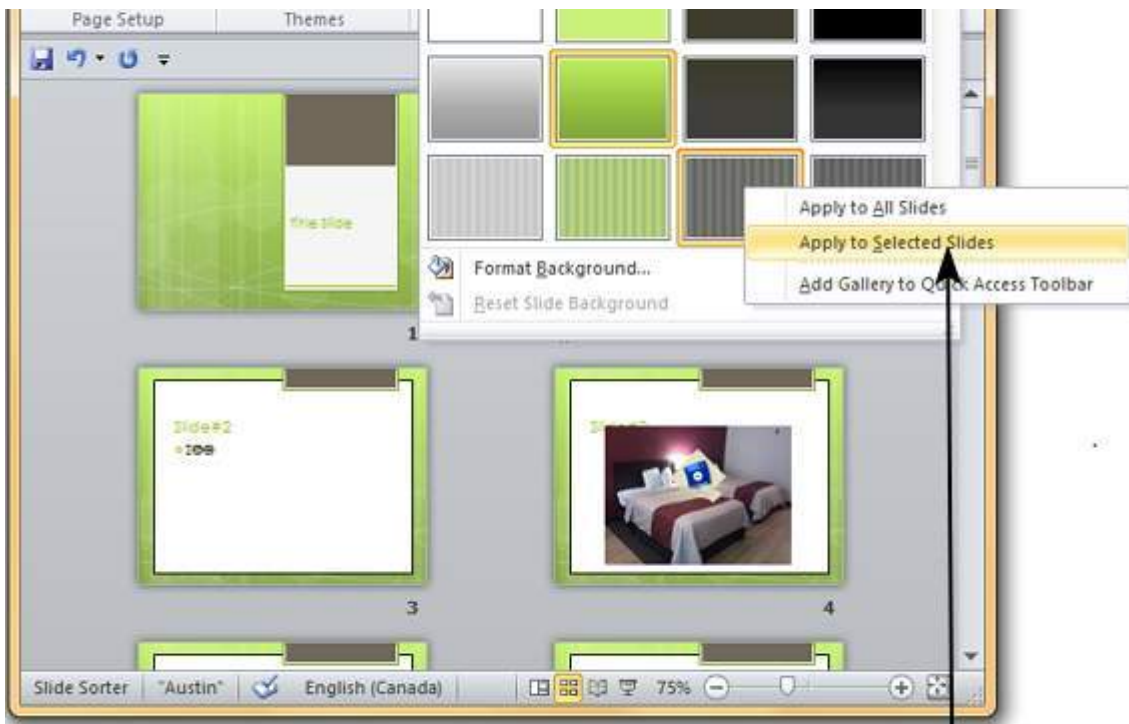 Page Setup
Themes
Title Slide
Apply to All Slides
Apply to Selected Slides
Add Gallery to Quick Access Toolbar
Format Background...
Reset Slide Background
1
Slide#2
3
4
Slide Sorter
"Austin"
English (Canada)
75%